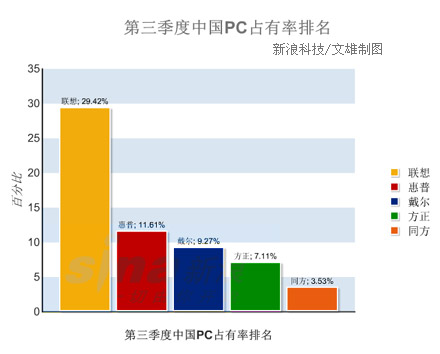 第三季度中国PC占有率排名
新浪科技/文雄制图
35
30
25
20
15
10
5
0
百分比
联想; 29.42%
惠普; 11.61%
戴尔; 9.27%
方正; 7.11%
同方; 3.53%
联想
惠普
戴尔
方正
同方
第三季度中国PC占有率排名